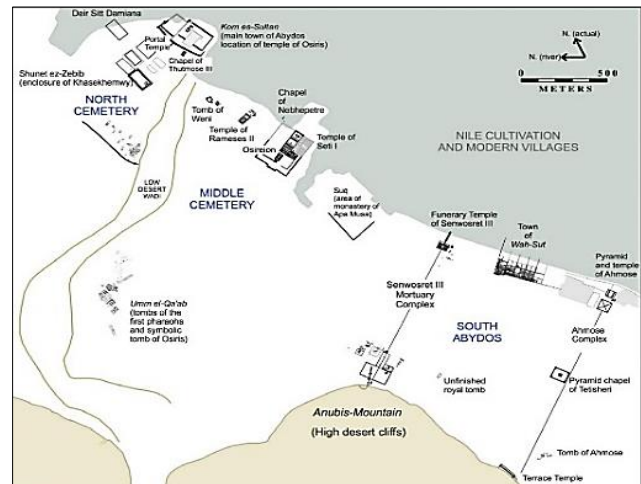 Deir Sitt Damiana
Kom es-Sultan
(main town of Abydos
location of temple of Osiris)
Portal
Temple
Chapel of
Thutmose III
Shunet ez-Zebib
(enclosure of Khasekhemwy)
NORTH
CEMETERY
N. (actual)
N. (river)
0
500
METERS
Tomb of
Weni
Temple of
Rameses II
Chapel
of
Nebhepetre
Osireion
Temple of
Seti I
NILE CULTIVATION
AND MODERN VILLAGES
LOW
DESERT
WADI
MIDDLE
CEMETERY
Suq
(area of
monastery of
Apa Musa)
Funerary Temple
of Senwosret III
Town
of
Wah-Sut
Pyramid
and temple
of Ahmose
Umm el-Qa'ab
(tombs of the
first pharaohs
and symbolic
tomb of Osiris)
Senwosret III
Mortuary
Complex
SOUTH
ABYDOS
Ahmose
Complex
Unfinished
royal tomb
Pyramid chapel
of Tetisheri
Anubis-Mountain
(High desert cliffs)
Tomb of Ahmose
Terrace Temple